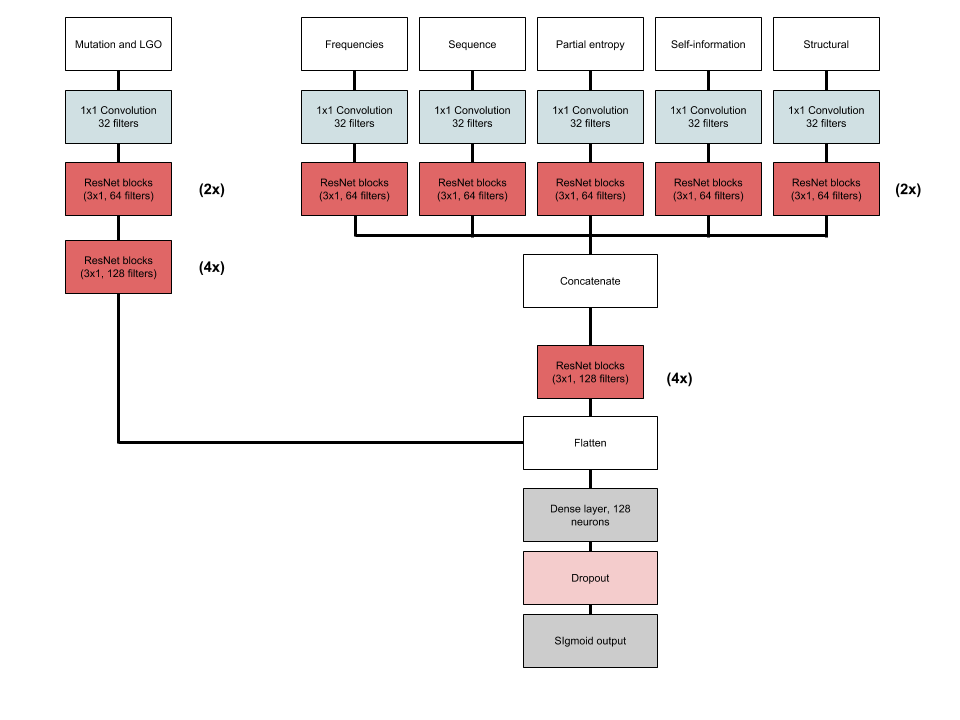 Mutation and LGO
Frequencies
Sequence
Partial entropy
Self-information
Structural
1x1 Convolution
32 filters
1x1 Convolution
32 filters
1x1 Convolution
32 filters
1x1 Convolution
32 filters
1x1 Convolution
32 filters
1x1 Convolution
32 filters
ResNet blocks
(3x1, 64 filters)
(2x)
ResNet blocks
(3x1, 64 filters)
ResNet blocks
(3x1, 64 filters)
ResNet blocks
(3x1, 64 filters)
ResNet blocks
(3x1, 64 filters)
ResNet blocks
(3x1, 64 filters)
(2x)
ResNet blocks
(3x1, 128 filters)
(4x)
Concatenate
ResNet blocks
(3x1, 128 filters)
(4x)
Flatten
Dense layer, 128
neurons
Dropout
SIgmoid output